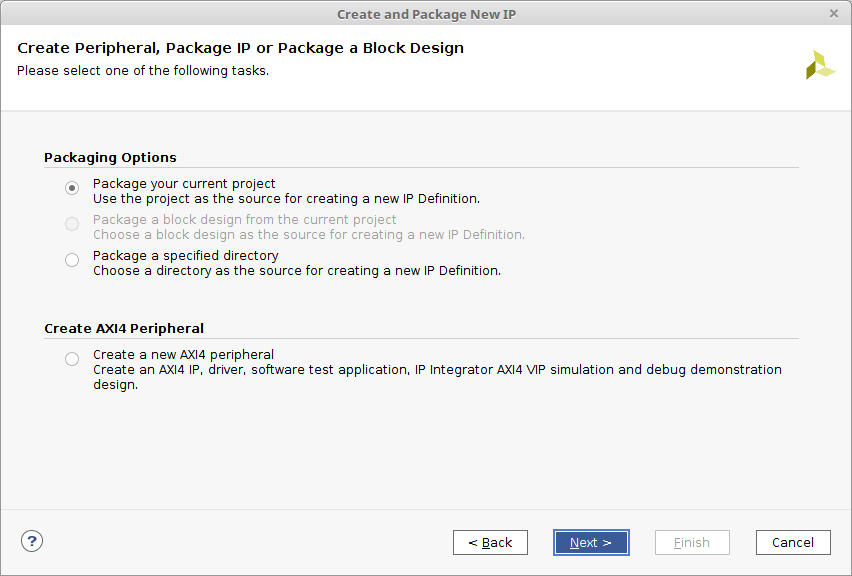 Create and Package New IP
Create Peripheral, Package IP or Package a Block Design
Please select one of the following tasks.
Packaging Options
Package your current project
Use the project as the source for creating a new IP Definition.
Package a block design from the current project
Choose a block design as the source for creating a new IP Definition.
Package a specified directory
Choose a directory as the source for creating a new IP Definition.
Create AXI4 Peripheral
Create a new AXI4 peripheral
Create an AXI4 IP, driver, software test application, IP Integrator AXI4 VIP simulation and debug demonstration
design.
?
< Back
Next >
Finish
Cancel